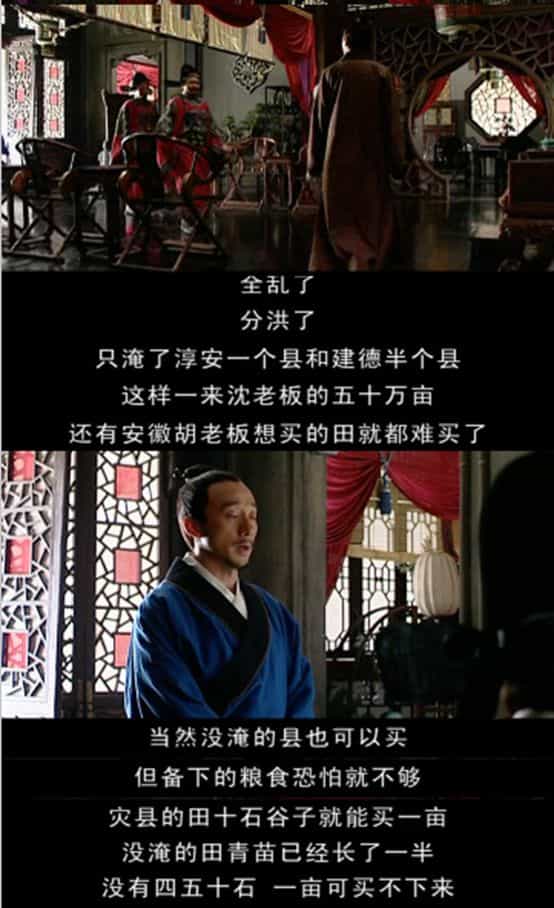 全乱了
分洪了
只淹了淳安一个县和建德半个县
这样一来沈老板的五十万亩
还有安徽胡老板想买的田就都难买了
当然没淹的县也可以买
但备下的粮食恐怕就不够
灾县的田十石谷子就能买一亩
没淹的田青苗已经长了一半
没有四五十石 一亩可买不下来